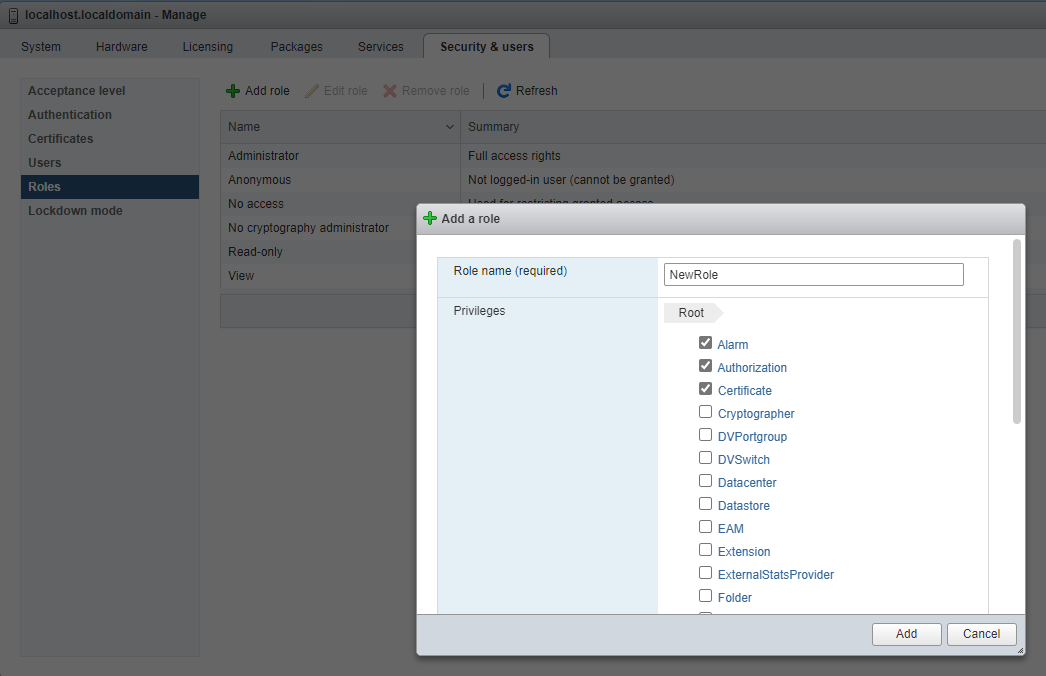 localhost.localdomain - Manage
System Hardware Licensing Packages Services Security & users
Acceptance level
Authentication
Certificates
Users
Roles
Lockdown mode
Add role Edit role Remove role Refresh
Name Summary
Administrator Full access rights
Anonymous Not logged-in user (cannot be granted)
No access Used for restricting granted access
No cryptography administrator
Read-only
View
Add a role
Role name (required) NewRole
Privileges Root
Alarm
Authorization
Certificate
Cryptographer
DVPortgroup
DVSwitch
Datacenter
Datastore
EAM
Extension
ExternalStatsProvider
Folder
Add Cancel